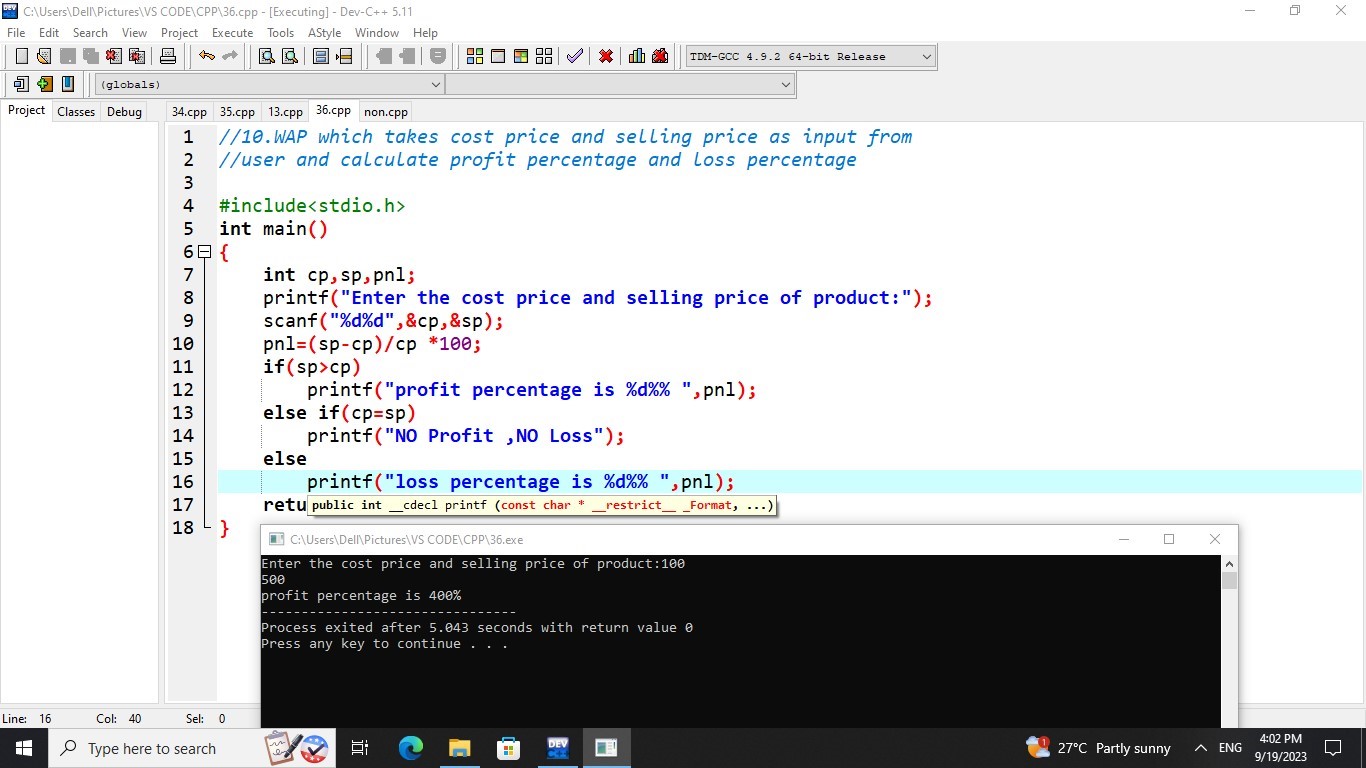 C:\Users\Dell\Pictures\VS CODE\CPP\36.cpp - [Executing] - Dev-C++ 5.11
File Edit Search View Project Execute Tools AStyle Window Help
TDM-GCC 4.9.2 64-bit Release
(globals)
Project Classes Debug 34.cpp 35.cpp 13.cpp 36.cpp non.cpp
1 //10.WAP which takes cost price and selling price as input from
2 //user and calculate profit percentage and loss percentage
3
4 #include<stdio.h>
5 int main()
6 {
7 int cp,sp,pnl;
8 printf("Enter the cost price and selling price of product:");
9 scanf("%d%d",&cp,&sp);
10 pnl=(sp-cp)/cp *100;
11 if(sp>cp)
12 printf("profit percentage is %d%% ",pnl);
13 else if(cp=sp)
14 printf("NO Profit ,NO Loss");
15 else
16 printf("loss percentage is %d%% ",pnl);
17 retu public int __cdecl printf (const char * __restrict__ _Format, ...)
18 }
C:\Users\Dell\Pictures\VS CODE\CPP\36.exe
Enter the cost price and selling price of product:100
500
profit percentage is 400%
--------------------------------
Process exited after 5.043 seconds with return value 0
Press any key to continue . . .
Line: 16 Col: 40 Sel: 0
Type here to search
DEV
1
27°C Partly sunny
ENG
4:02 PM
9/19/2023